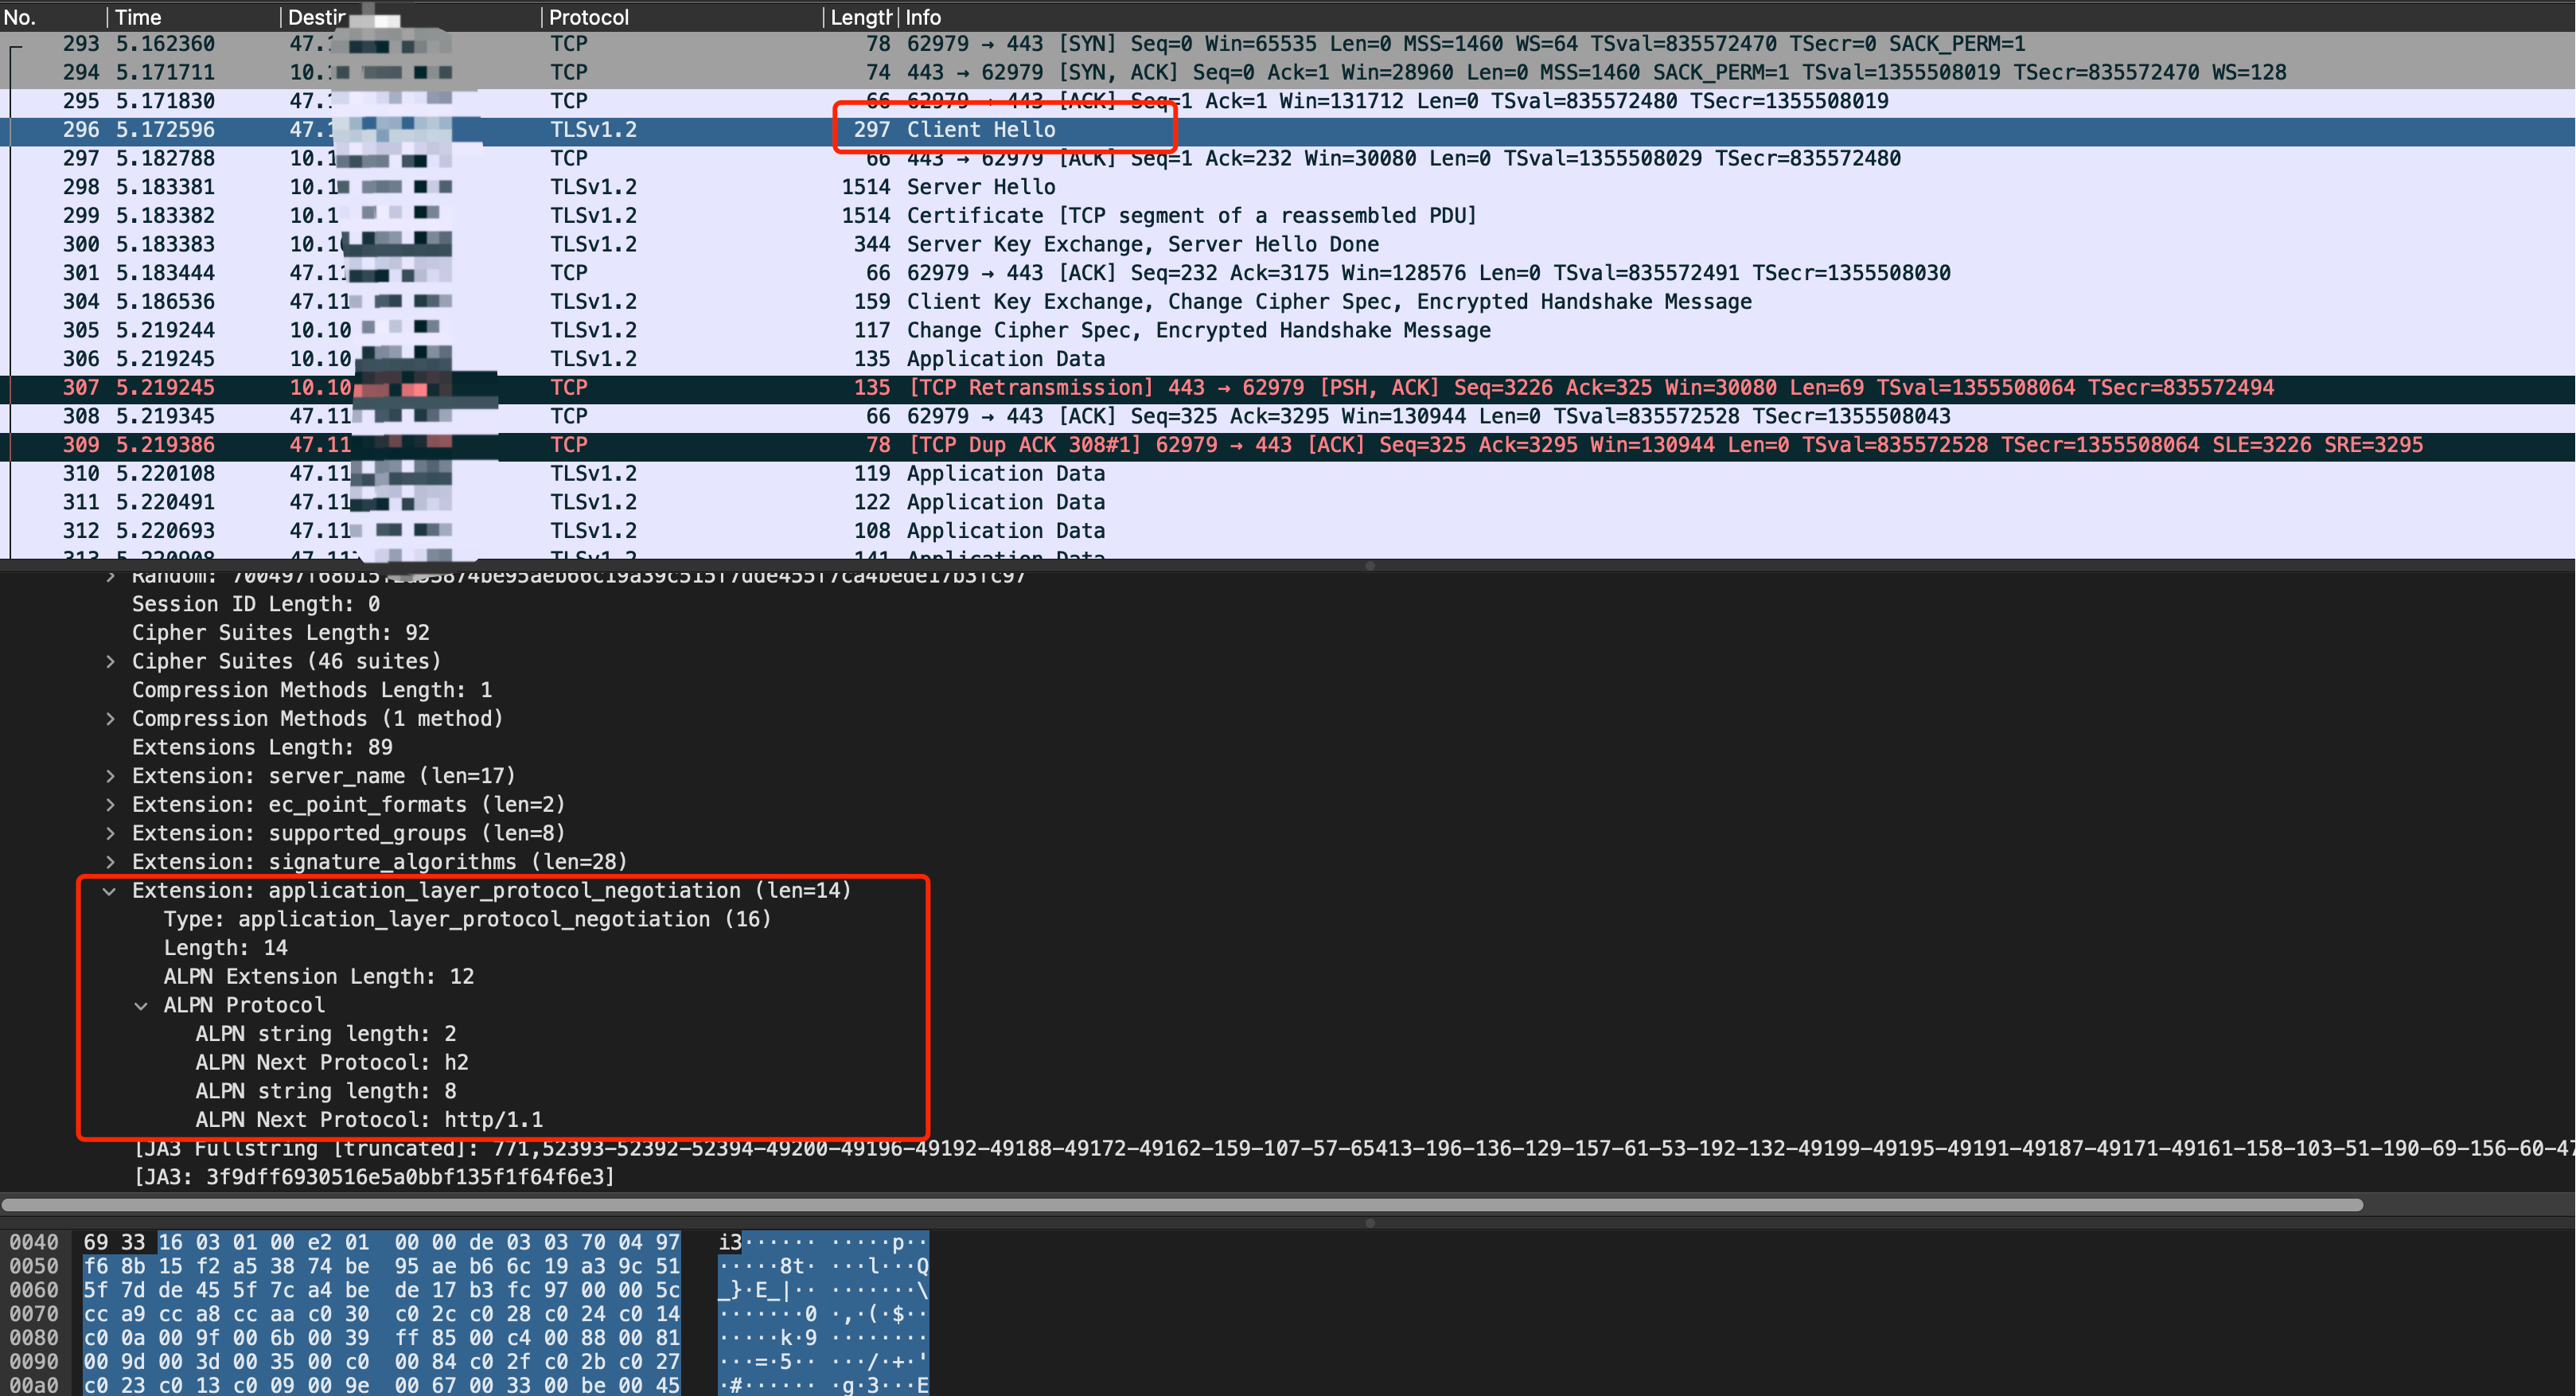 No. Time Destin Protocol Length Info
293 5.162360 47.1 TCP 78 62979 → 443 [SYN] Seq=0 Win=65535 Len=0 MSS=1460 WS=64 TSval=835572470 TSecr=0 SACK_PERM=1
294 5.171711 10.1 TCP 74 443 → 62979 [SYN, ACK] Seq=0 Ack=1 Win=28960 Len=0 MSS=1460 SACK_PERM=1 TSval=1355508019 TSecr=835572470 WS=128
295 5.171830 47.1 TCP 66 62979 → 443 [ACK] Seq=1 Ack=1 Win=131712 Len=0 TSval=835572480 TSecr=1355508019
296 5.172596 47.1 TLSv1.2 297 Client Hello
297 5.182788 10.1 TCP 66 443 → 62979 [ACK] Seq=1 Ack=232 Win=30080 Len=0 TSval=1355508029 TSecr=835572480
298 5.183381 10.1 TLSv1.2 1514 Server Hello
299 5.183382 10.1 TLSv1.2 1514 Certificate [TCP segment of a reassembled PDU]
300 5.183383 10.10 TLSv1.2 344 Server Key Exchange, Server Hello Done
301 5.183444 47.11 TCP 66 62979 → 443 [ACK] Seq=232 Ack=3175 Win=128576 Len=0 TSval=835572491 TSecr=1355508030
304 5.186536 47.11 TLSv1.2 159 Client Key Exchange, Change Cipher Spec, Encrypted Handshake Message
305 5.219244 10.10 TLSv1.2 117 Change Cipher Spec, Encrypted Handshake Message
306 5.219245 10.10 TLSv1.2 135 Application Data
307 5.219245 10.10 TCP 135 [TCP Retransmission] 443 → 62979 [PSH, ACK] Seq=3226 Ack=325 Win=30080 Len=69 TSval=1355508064 TSecr=835572494
308 5.219345 47.11 TCP 66 62979 → 443 [ACK] Seq=325 Ack=3295 Win=130944 Len=0 TSval=835572528 TSecr=1355508043
309 5.219386 47.11 TCP 78 [TCP Dup ACK 308#1] 62979 → 443 [ACK] Seq=325 Ack=3295 Win=130944 Len=0 TSval=835572528 TSecr=1355508064 SLE=3226 SRE=3295
310 5.220108 47.11 TLSv1.2 119 Application Data
311 5.220491 47.11 TLSv1.2 122 Application Data
312 5.220693 47.11 TLSv1.2 108 Application Data
313 5.220908 47.11 TLSv1.2 141 Application Data
Random: 700497f68b15f2a53874be95aeb66c19a39c515f7dde455f7ca4bede17b3fc97
Session ID Length: 0
Cipher Suites Length: 92
Cipher Suites (46 suites)
Compression Methods Length: 1
Compression Methods (1 method)
Extensions Length: 89
Extension: server_name (len=17)
Extension: ec_point_formats (len=2)
Extension: supported_groups (len=8)
Extension: signature_algorithms (len=28)
Extension: application_layer_protocol_negotiation (len=14)
Type: application_layer_protocol_negotiation (16)
Length: 14
ALPN Extension Length: 12
ALPN Protocol
ALPN string length: 2
ALPN Next Protocol: h2
ALPN string length: 8
ALPN Next Protocol: http/1.1
[JA3 Fullstring [truncated]: 771,52393-52392-52394-49200-49196-49192-49188-49172-49162-159-107-57-65413-196-136-129-157-61-53-192-132-49199-49195-49191-49187-49171-49161-158-103-51-190-69-156-60-47
[JA3: 3f9dff6930516e5a0bbf135f1f64f6e3]
0040 69 33 16 03 01 00 e2 01 00 00 de 03 03 70 04 97 i3······ ·····p··
0050 f6 8b 15 f2 a5 38 74 be 95 ae b6 6c 19 a3 9c 51 ·····8t· ···l···Q
0060 5f 7d de 45 5f 7c a4 be de 17 b3 fc 97 00 00 5c _}·E_|·· ·······\
0070 cc a9 cc a8 cc aa c0 30 c0 2c c0 28 c0 24 c0 14 ·······0 ·,·(·$··
0080 c0 0a 00 9f 00 6b 00 39 ff 85 00 c4 00 88 00 81 ·····k·9 ········
0090 00 9d 00 3d 00 35 00 c0 00 84 c0 2f c0 2b c0 27 ···=·5·· ···/·+·'
00a0 c0 23 c0 13 c0 09 00 9e 00 67 00 33 00 be 00 45 ·#······ ·g·3···E